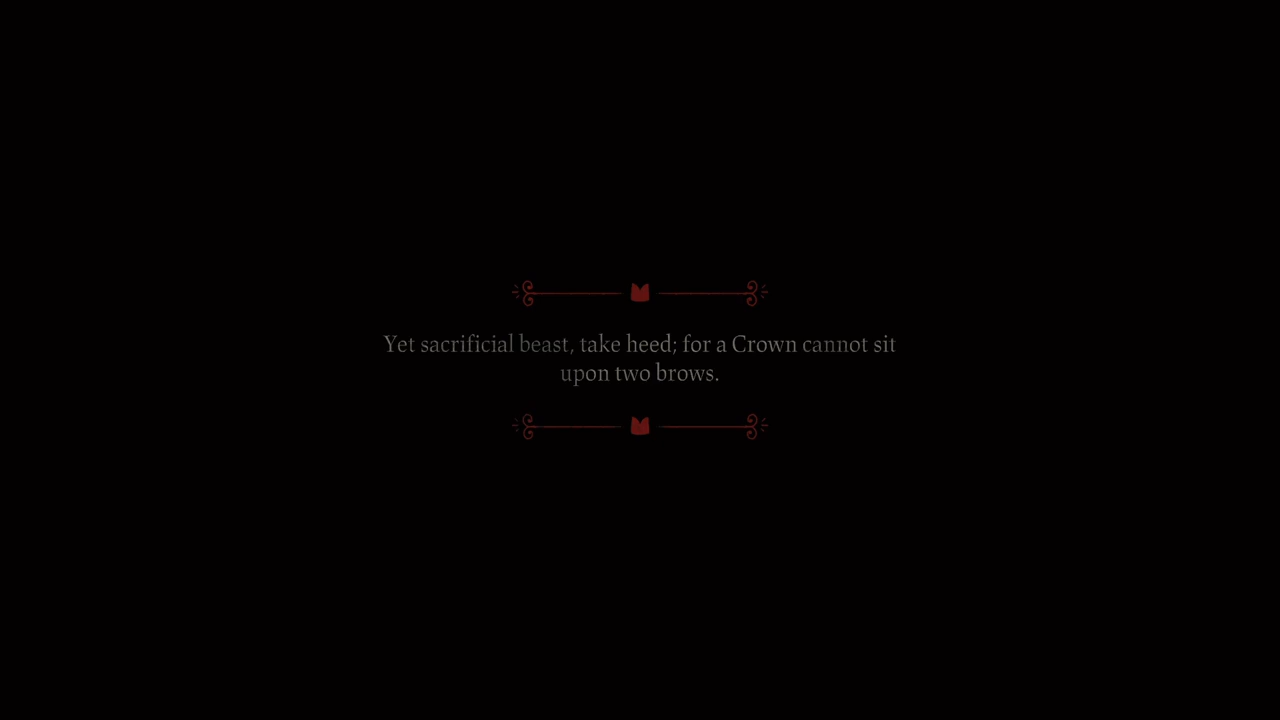 Yet sacrificial beast, take heed; for a Crown cannot sit
upon two brows.